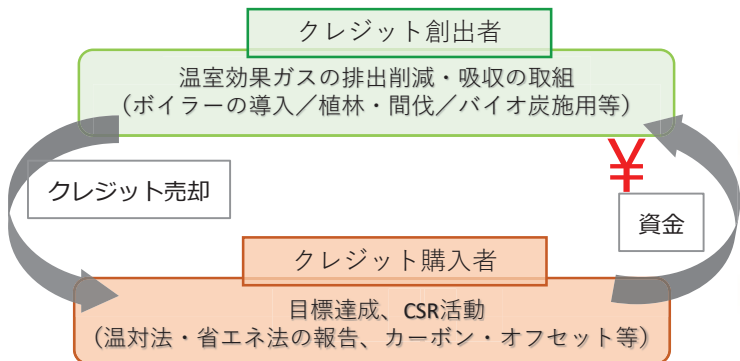 クレジット創出者
温室効果ガスの排出削減・吸収の取組
（ボイラーの導入／植林・間伐／バイオ炭施用等）
クレジット売却
¥
資金
クレジット購入者
目標達成、CSR活動
（温対法・省エネ法の報告、カーボン・オフセット等）